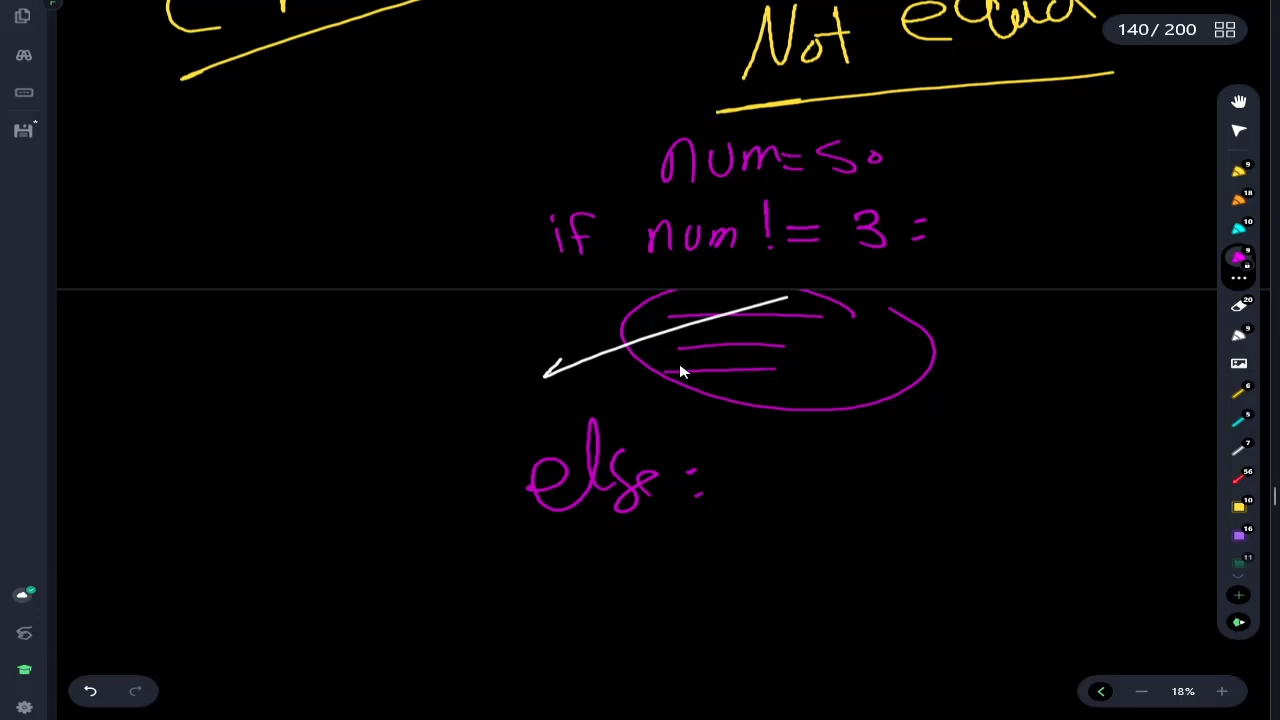 140/ 200
Not equal
num=50
if num != 3 :
else :
18%